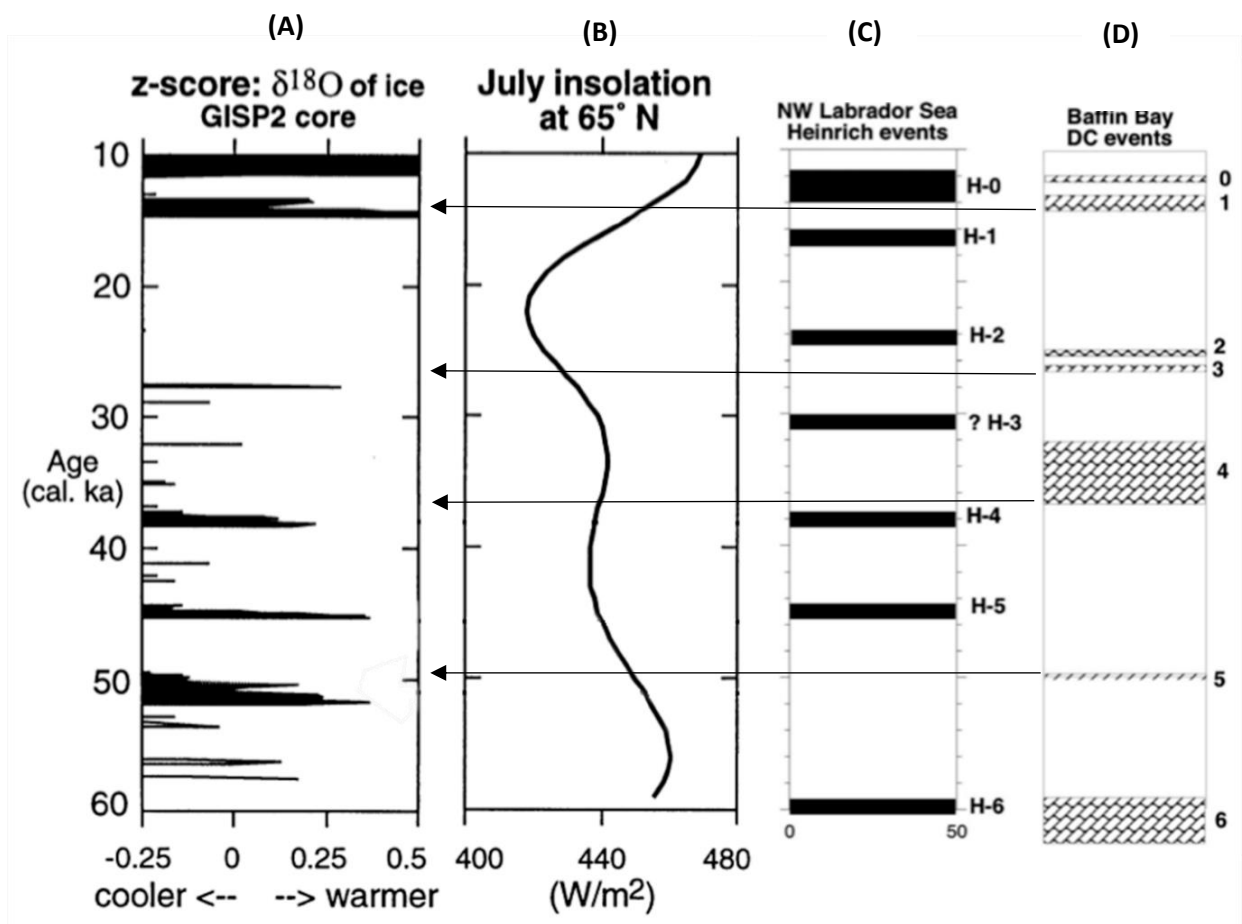 (A)
(B)
(C)
(D)
z-score: δ18O of ice
GISP2 core
July insolation
at 65° N
NW Labrador Sea
Heinrich events
Baffin Bay
DC events
10
20
30
40
50
60
Age
(cal. ka)
-0.25 0 0.25 0.5
cooler <-- --> warmer
400 440 480
(W/m2)
H-0
H-1
H-2
? H-3
H-4
H-5
H-6
0 50
0
1
2
3
4
5
6